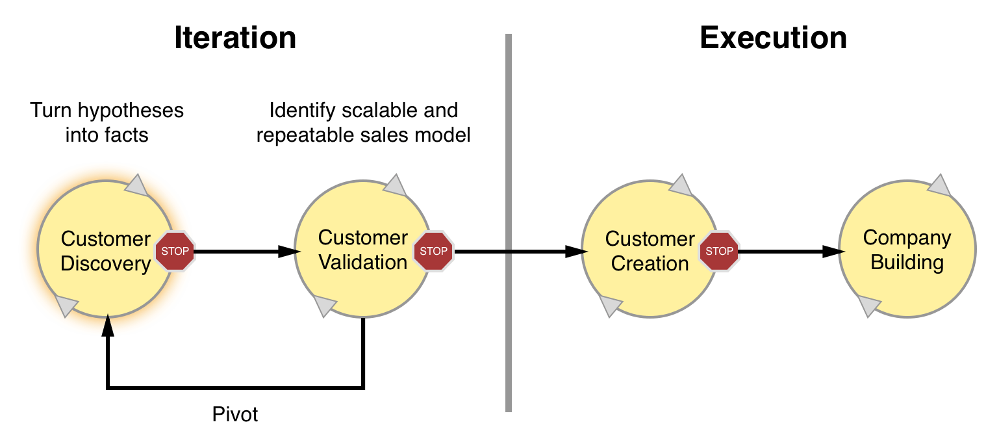 Iteration
Execution
Turn hypotheses
into facts
Identify scalable and
repeatable sales model
Customer
Discovery
STOP
Customer
Validation
STOP
Customer
Creation
STOP
Company
Building
Pivot